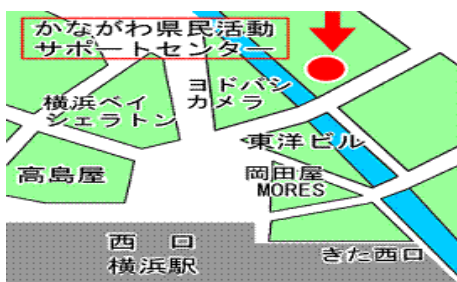 かながわ県民活動
サポートセンター
ヨドバシ
カメラ
横浜ベイ
シェラトン
東洋ビル
高島屋
岡田屋
MORES
西口
横浜駅
きた西口